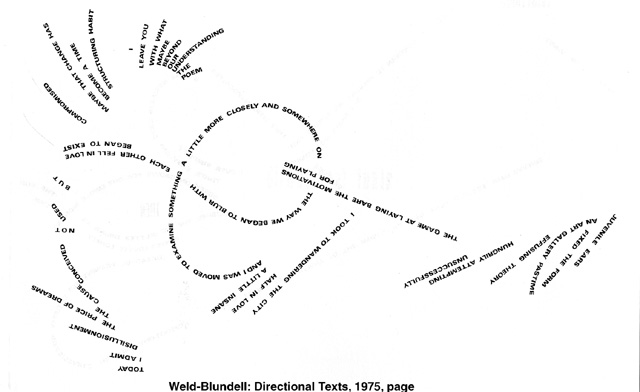 COMPROMISED
MAYBE THAT CHANGE HAS
BECOME A TIME
STRUCTURING HABIT
I
LEAVE YOU
WITH WHAT
MAYBE
BEYOND
OUR
UNDERSTANDING
THE
POEM
TODAY
I ADMIT
DISILLUSIONMENT
THE PRICE OF DREAMS
THE CAUSE CONCEIVED
NOT
USED
BUT
EACH OTHER FELL IN LOVE
BEGAN TO EXIST
THE WAY WE BEGAN TO BLUR WITH
I TOOK TO WANDERING THE CITY
HALF IN LOVE
A LITTLE INSANE
AND WAS MOVED TO EXAMINE SOMETHING A LITTLE MORE CLOSELY AND SOMEWHERE ON
THE GAME AT LAYING BARE THE MOTIVATIONS
FOR PLAYING
JUVENILE EARS
FIXED THE FORM
AN ART GALLERY PASTIME
EFFUSING THEORY
HUNGRILY ATTEMPTING
UNSUCCESSFULLY
Weld-Blundell: Directional Texts, 1975, page